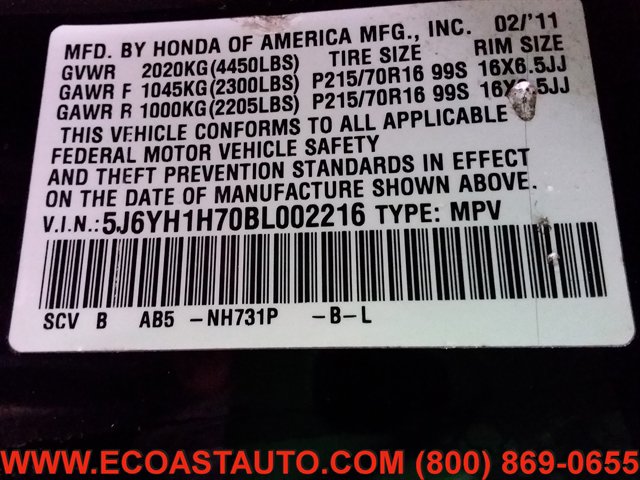 MFD. BY HONDA OF AMERICA MFG., INC. 02/'11
GVWR 2020KG(4450LBS) TIRE SIZE RIM SIZE
GAWR F 1045KG(2300LBS) P215/70R16 99S 16X6.5JJ
GAWR R 1000KG(2205LBS) P215/70R16 99S 16X6.5JJ
THIS VEHICLE CONFORMS TO ALL APPLICABLE
FEDERAL MOTOR VEHICLE SAFETY
AND THEFT PREVENTION STANDARDS IN EFFECT
ON THE DATE OF MANUFACTURE SHOWN ABOVE.
V.I.N.:5J6YH1H70BL002216 TYPE: MPV
SCV B AB5 -NH731P -B-L
WWW.ECOASTAUTO.COM (800) 869-0655